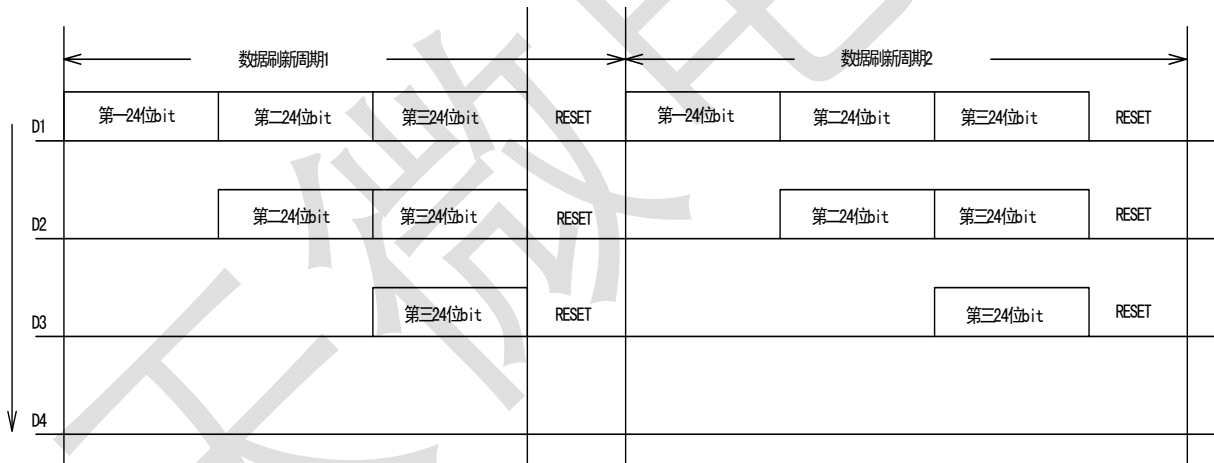 数据刷新周期1 数据刷新周期2
D1 第一24位bit 第二24位bit 第三24位bit RESET 第一24位bit 第二24位bit 第三24位bit RESET
D2 第二24位bit 第三24位bit RESET 第二24位bit 第三24位bit RESET
D3 第三24位bit RESET 第三24位bit RESET
D4
天微电